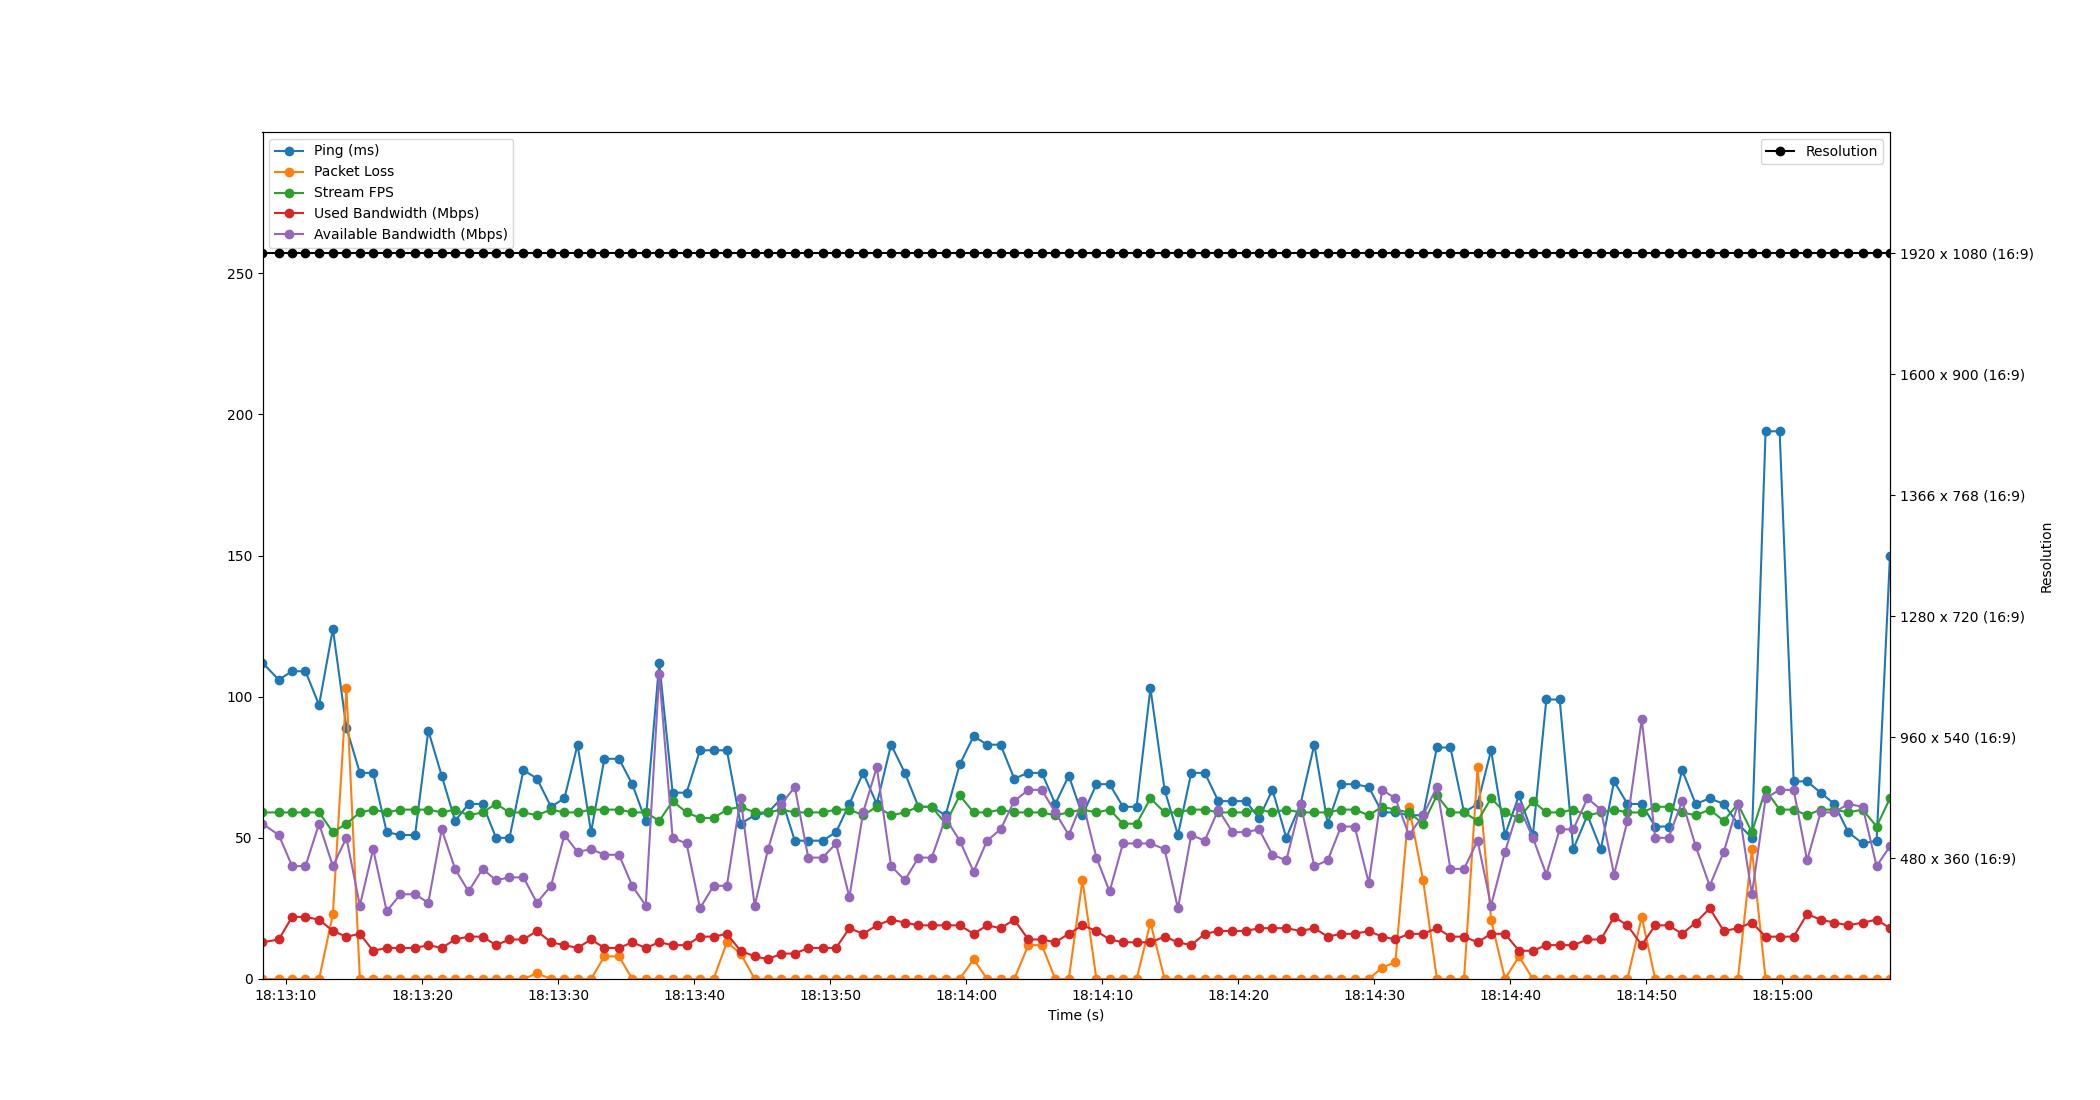 Ping (ms)
Packet Loss
Stream FPS
Used Bandwidth (Mbps)
Available Bandwidth (Mbps)
Resolution
250
200
150
100
50
0
1920 x 1080 (16:9)
1600 x 900 (16:9)
1366 x 768 (16:9)
1280 x 720 (16:9)
960 x 540 (16:9)
480 x 360 (16:9)
Resolution
18:13:10 18:13:20 18:13:30 18:13:40 18:13:50 18:14:00 18:14:10 18:14:20 18:14:30 18:14:40 18:14:50 18:15:00
Time (s)